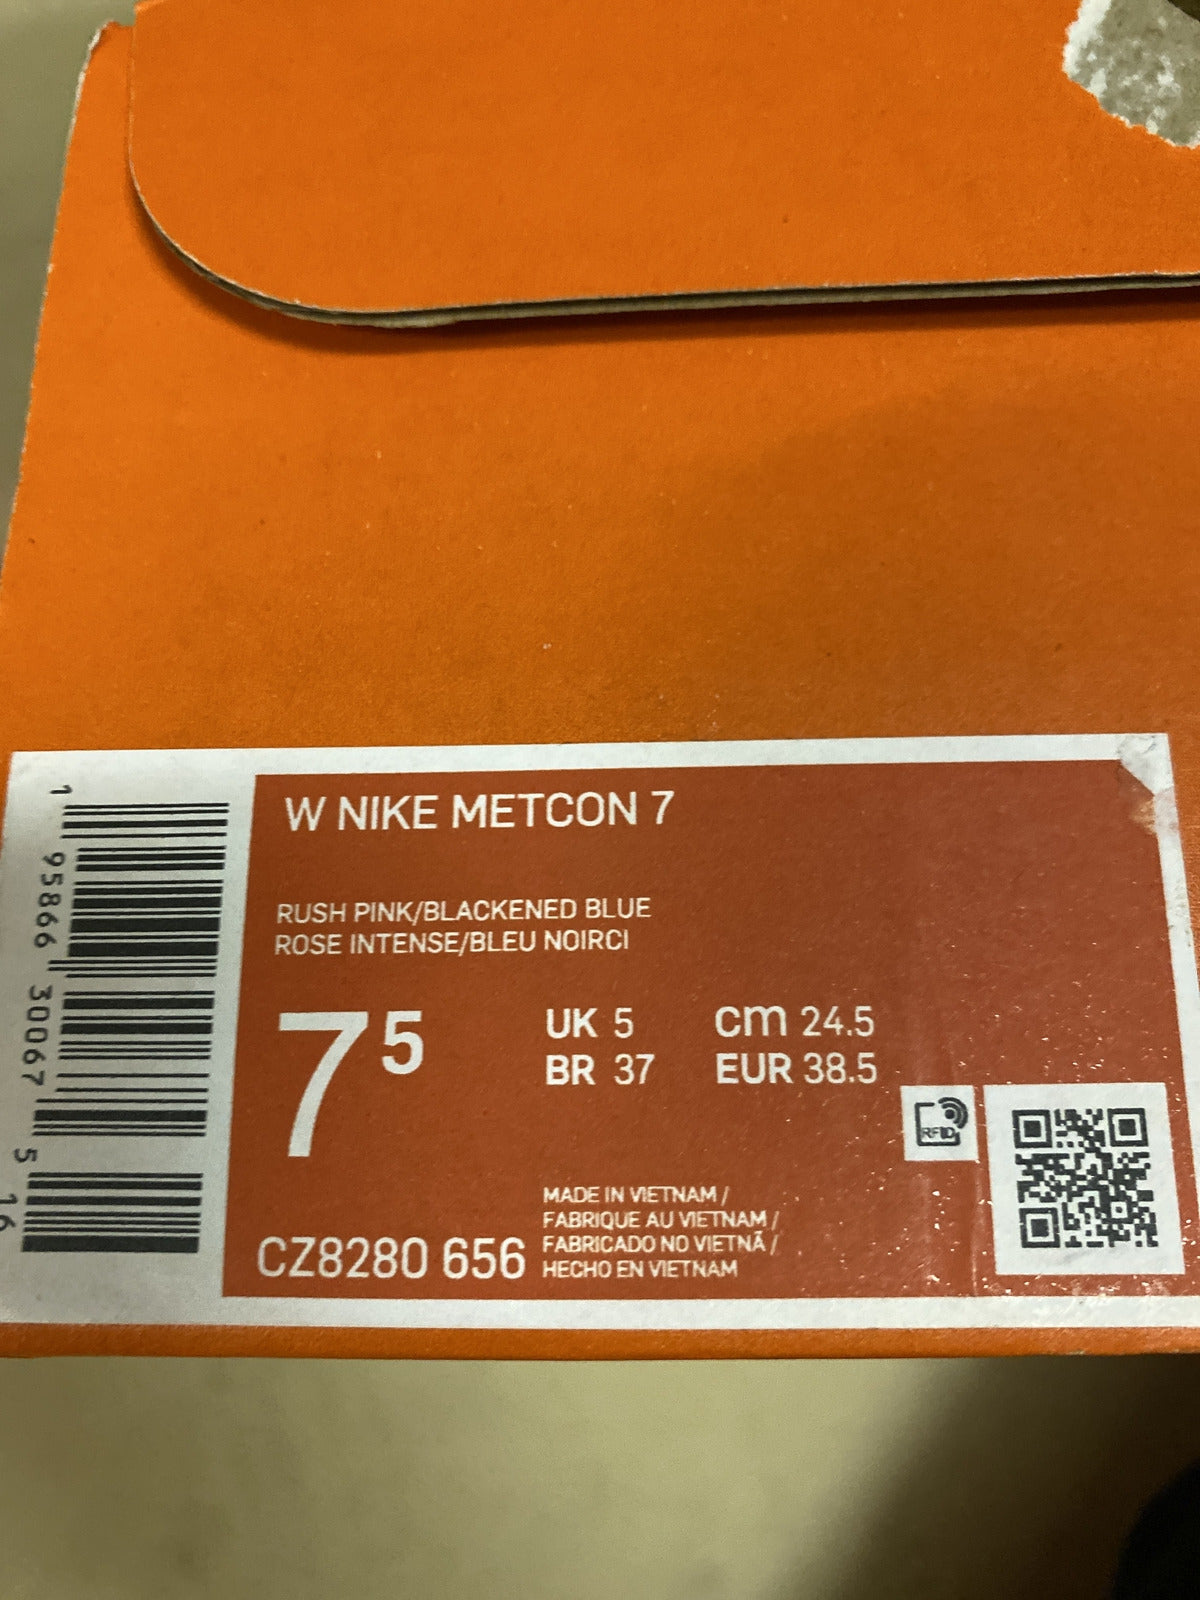 W NIKE METCON 7
RUSH PINK/BLACKENED BLUE
ROSE INTENSE/BLEU NOIRCI
7 5
UK 5
BR 37
cm 24.5
EUR 38.5
RFID
MADE IN VIETNAM /
FABRIQUE AU VIETNAM /
FABRICADO NO VIETNÃ /
HECHO EN VIETNAM
CZ8280 656
1 95866 30067 5 16